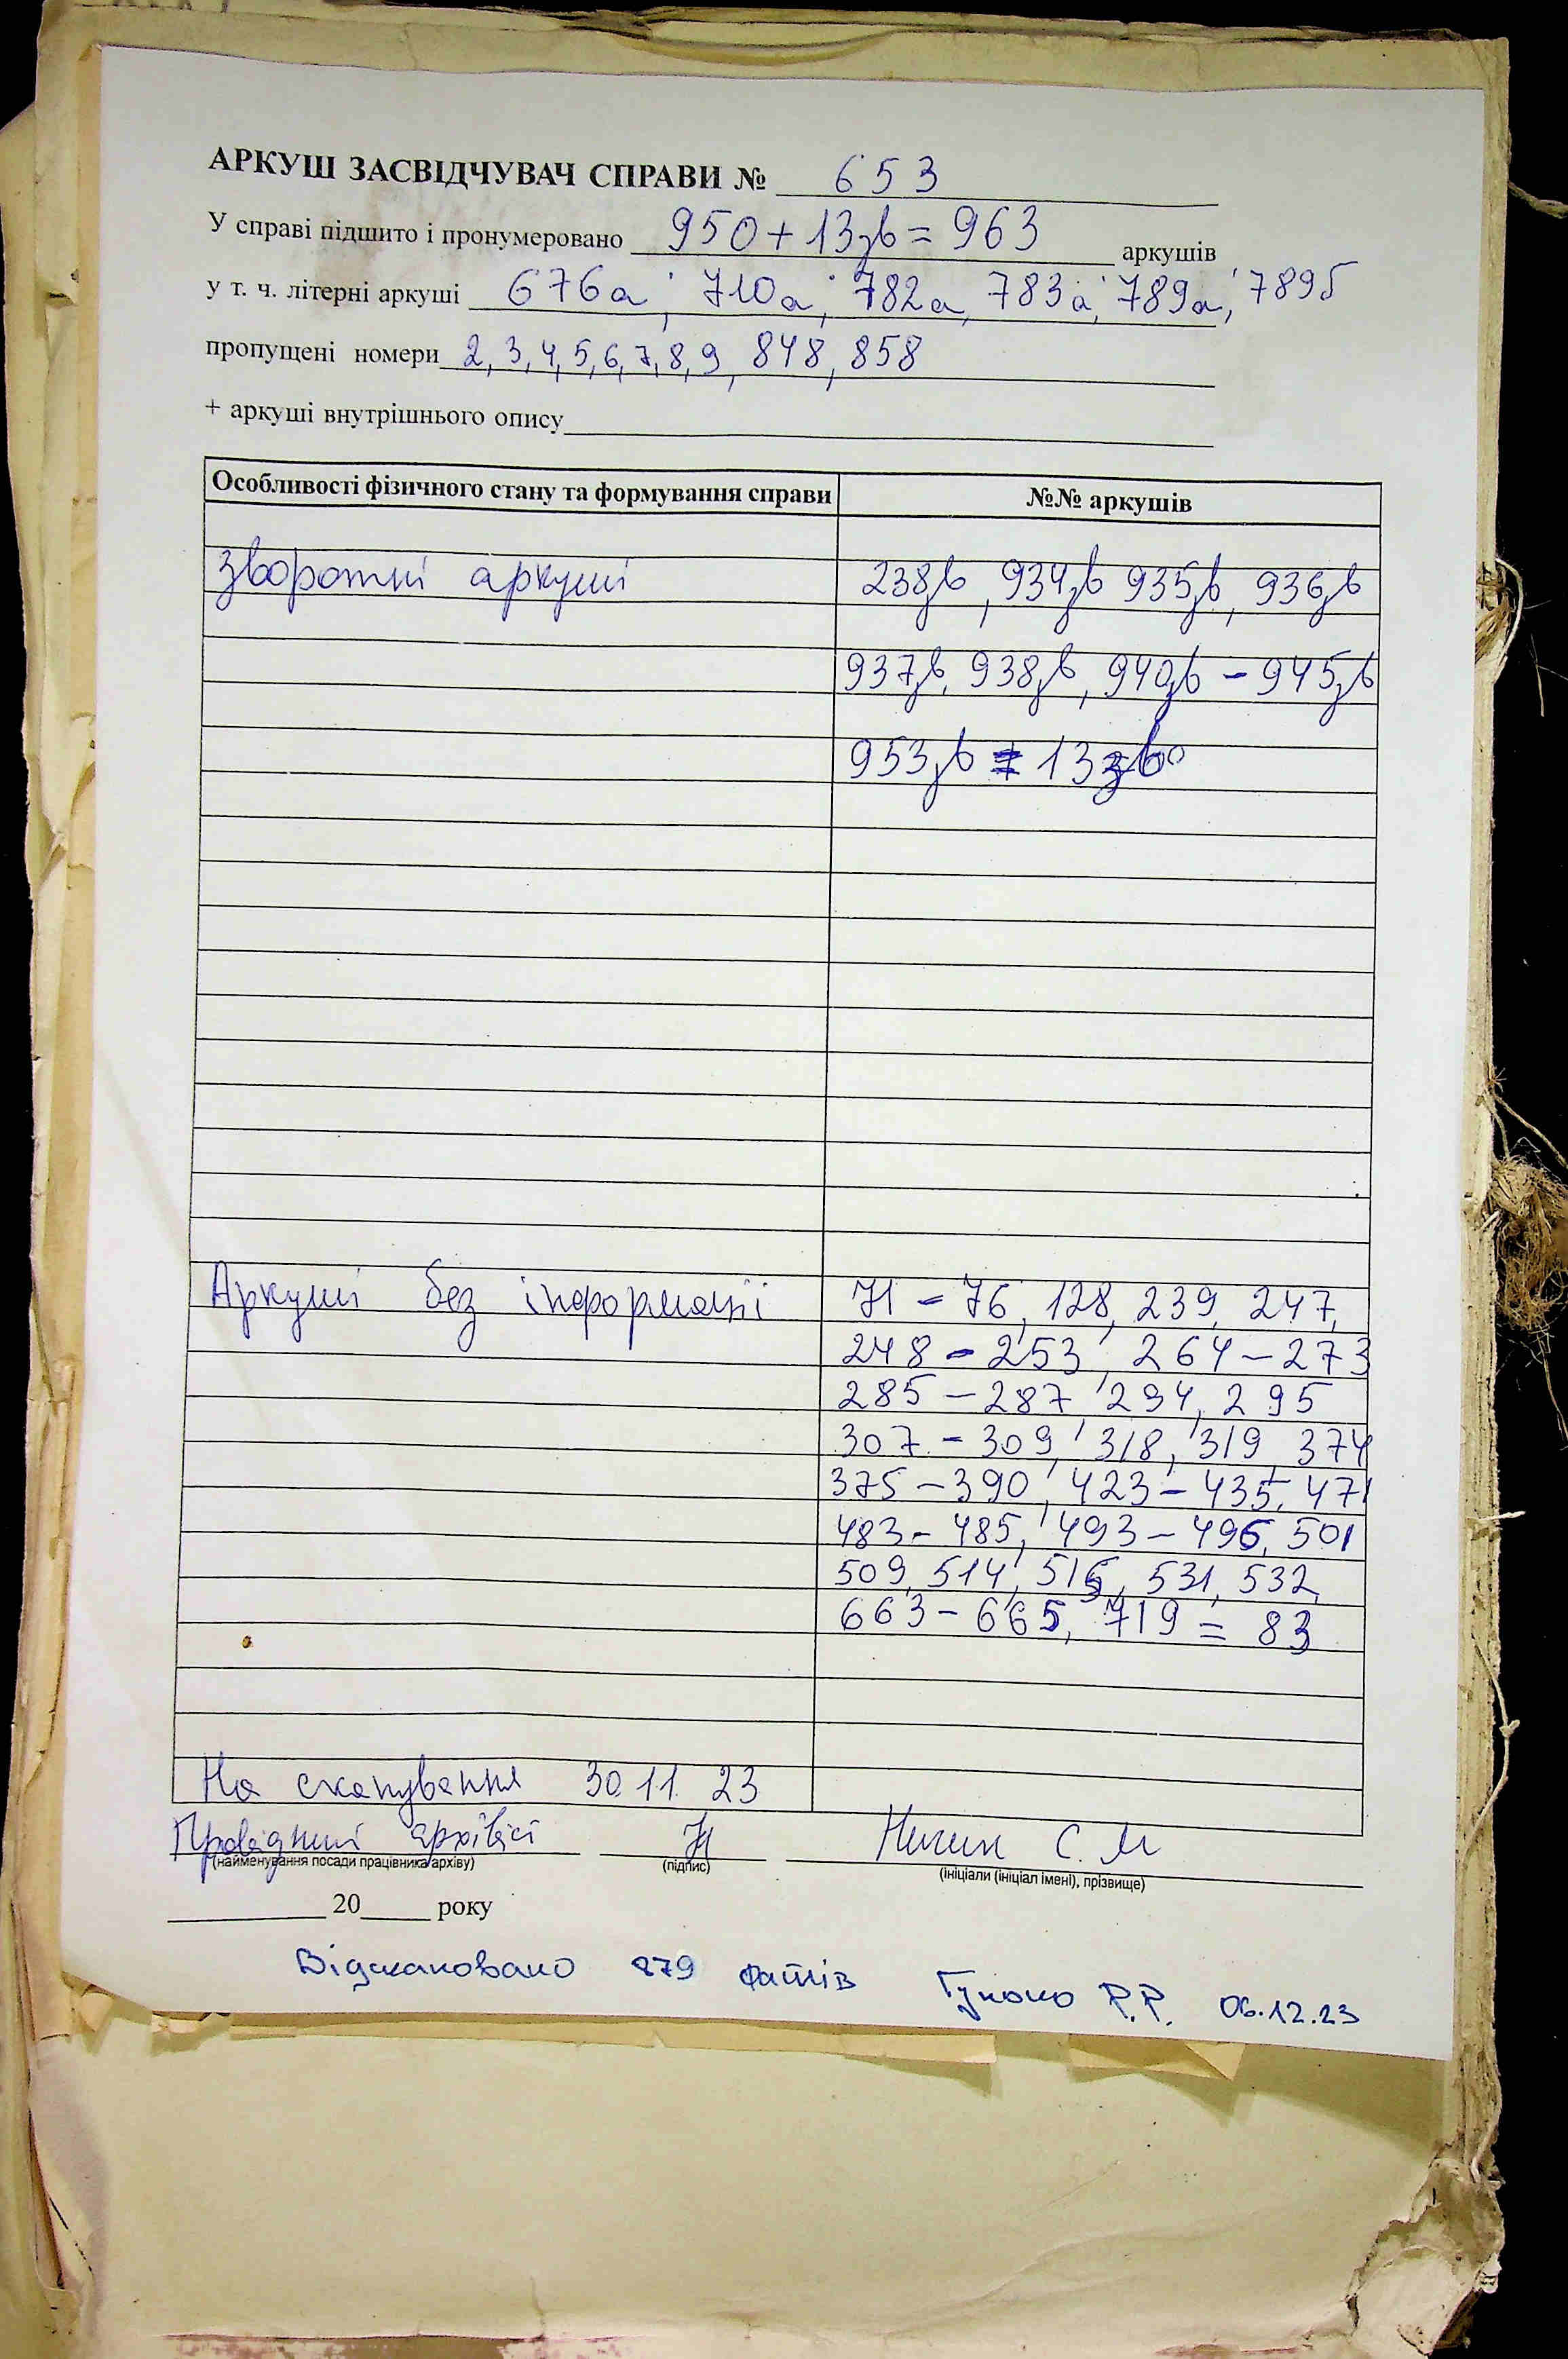 АРКУШ ЗАСВІДЧУВАЧ СПРАВИ № 653
У справі підшито і пронумеровано 950 + 13зв = 963 аркушів
у т. ч. літерні аркуші 676а, 710а, 782а, 783а, 789а, 789б
пропущені номери 2, 3, 4, 5, 6, 7, 8, 9, 848, 858
+ аркуші внутрішнього опису
Особливості фізичного стану та формування справи №№ аркушів
Зворотні аркуші 238зв, 934зв 935зв, 936зв
937зв, 938зв, 940зв - 945зв
953зв = 13 зв
Аркуші без інформації 71 - 76, 128, 239, 247,
248 - 253, 264 - 273
285 - 287, 294, 295
307 - 309, 318, 319, 374
375 - 390, 423 - 435, 471
483 - 485, 493 - 496, 501
509, 514, 515, 531, 532,
663 - 665, 719 = 83
На сканування 30.11.23
Провідний архівіст С. М
(найменування посади працівника архіву) (підпис) (ініціали (ініціал імені), прізвище)
20 року
Відскановано 879 файлів Р.Р. 06.12.23